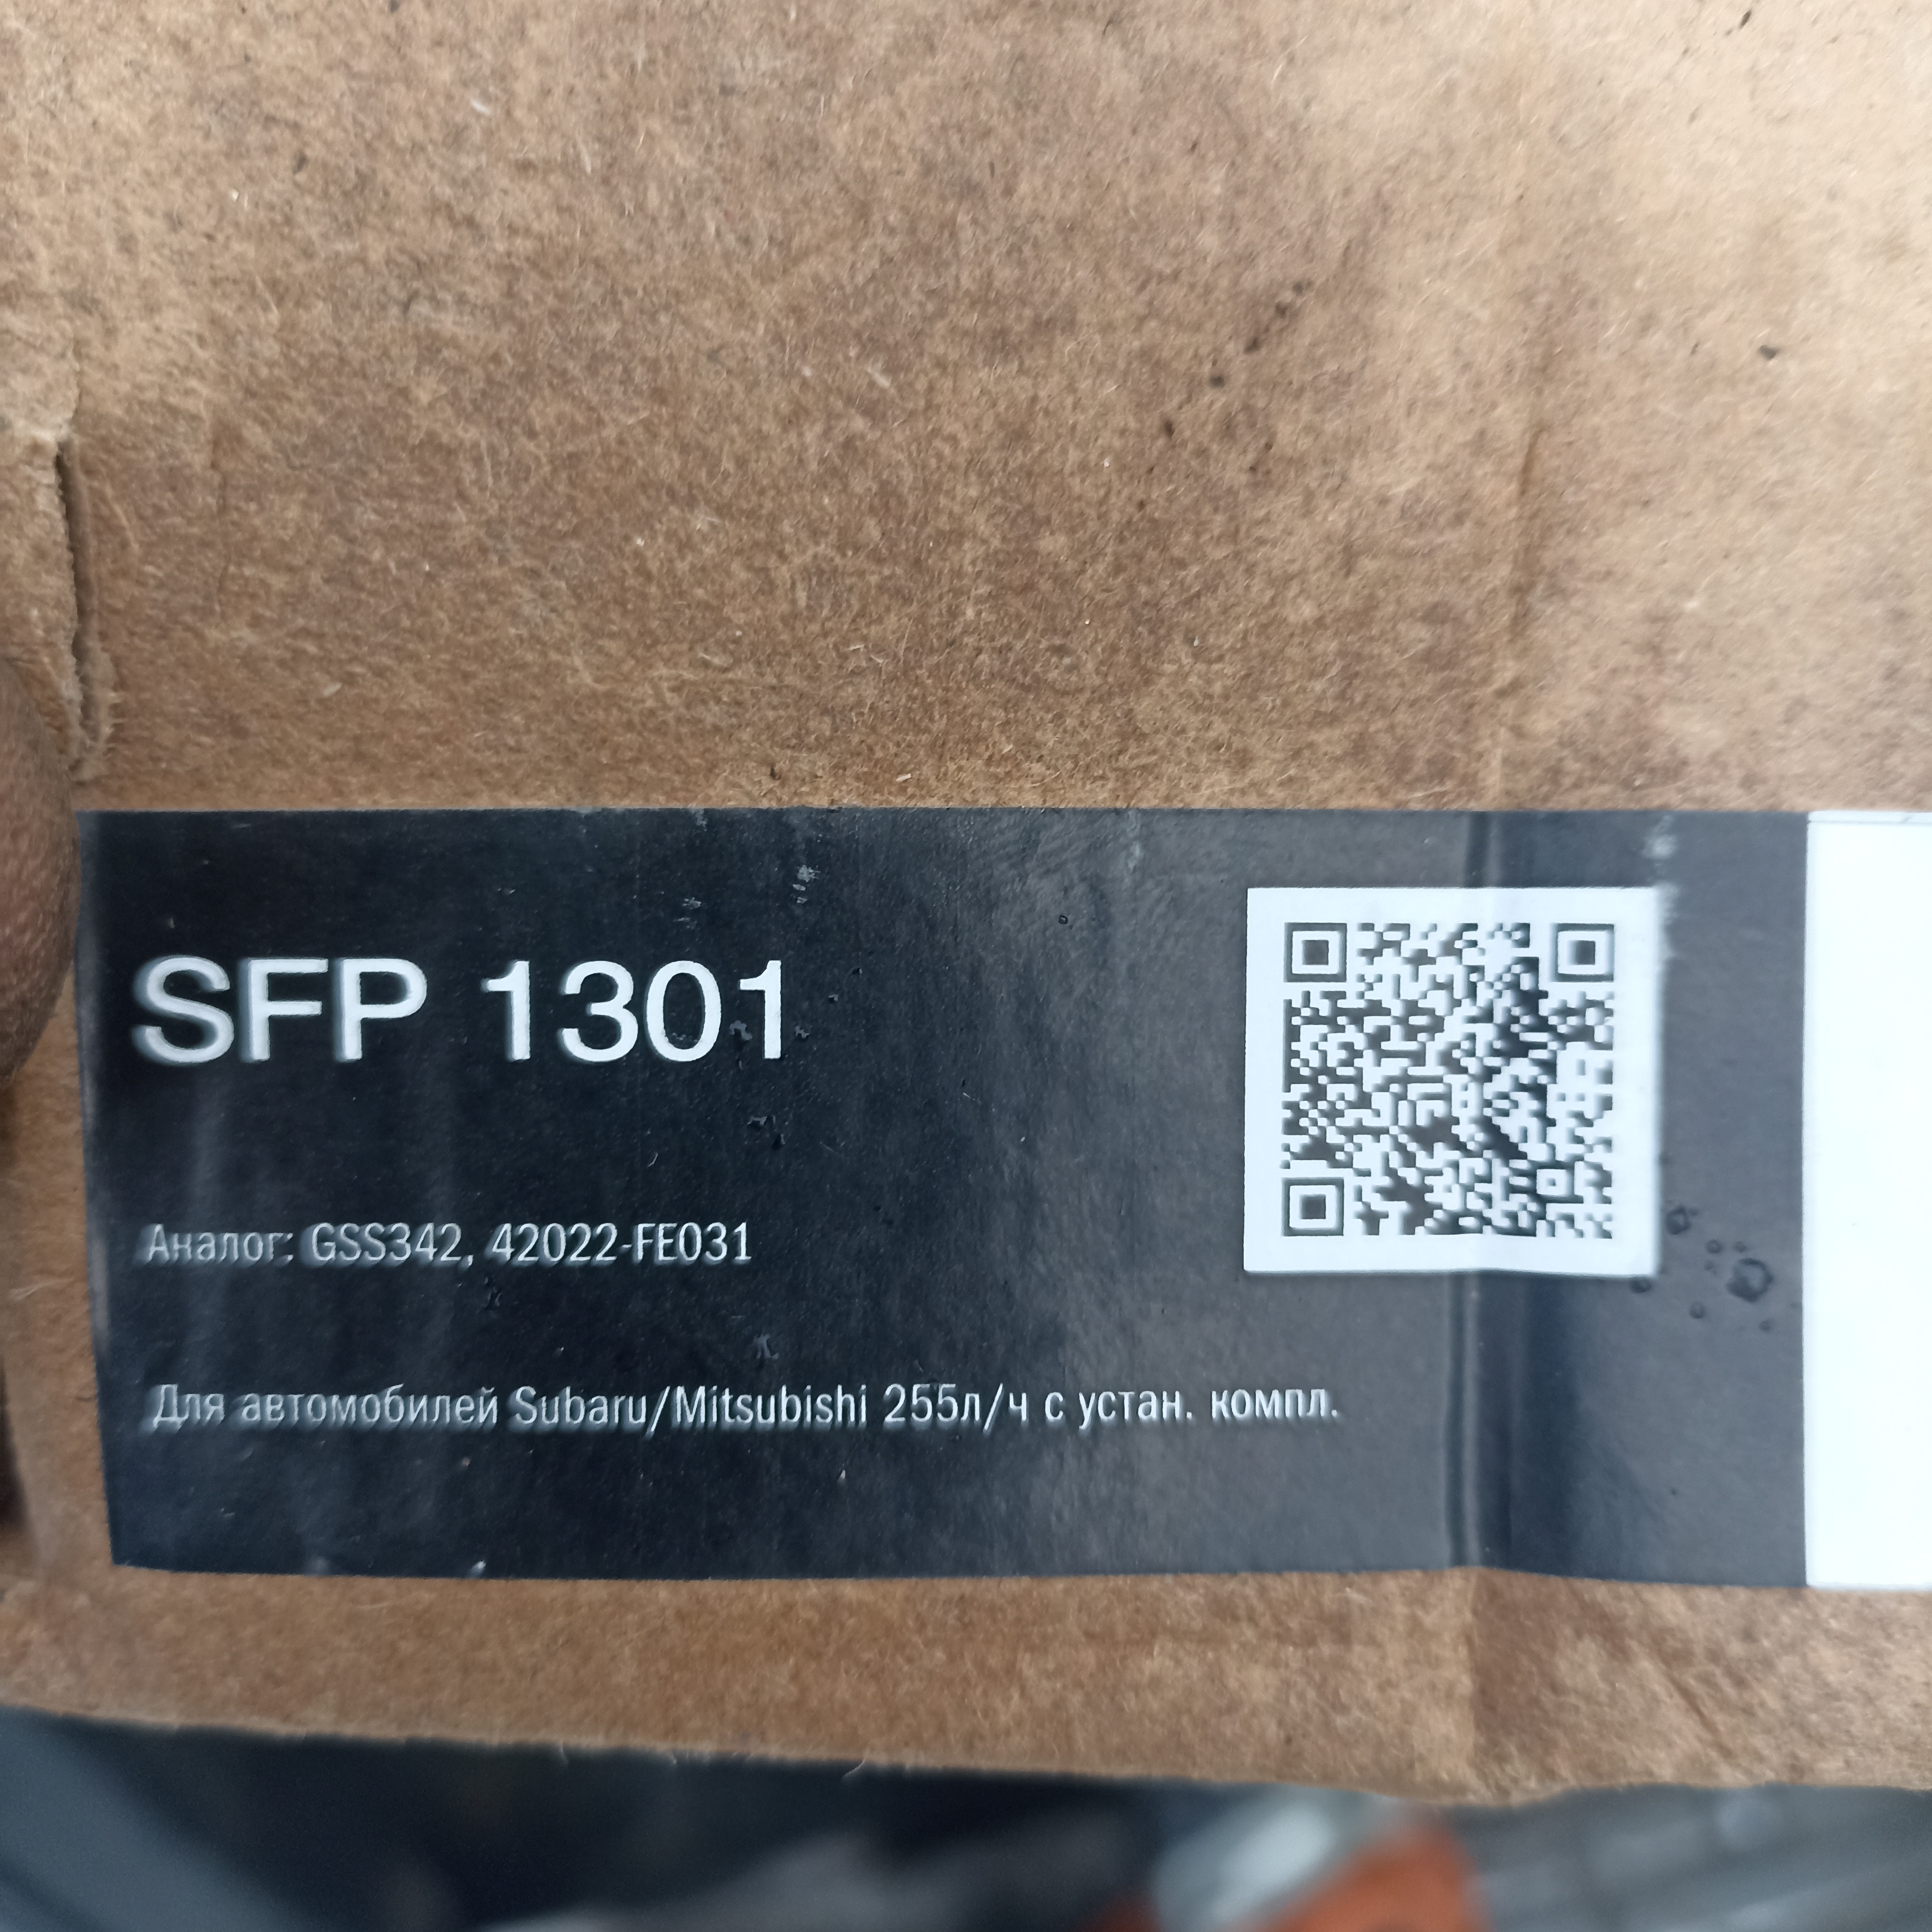 SFP 1301
Аналог: GSS342, 42022-FE031
Для автомобилей Subaru/Mitsubishi 255л/ч с устан. компл.